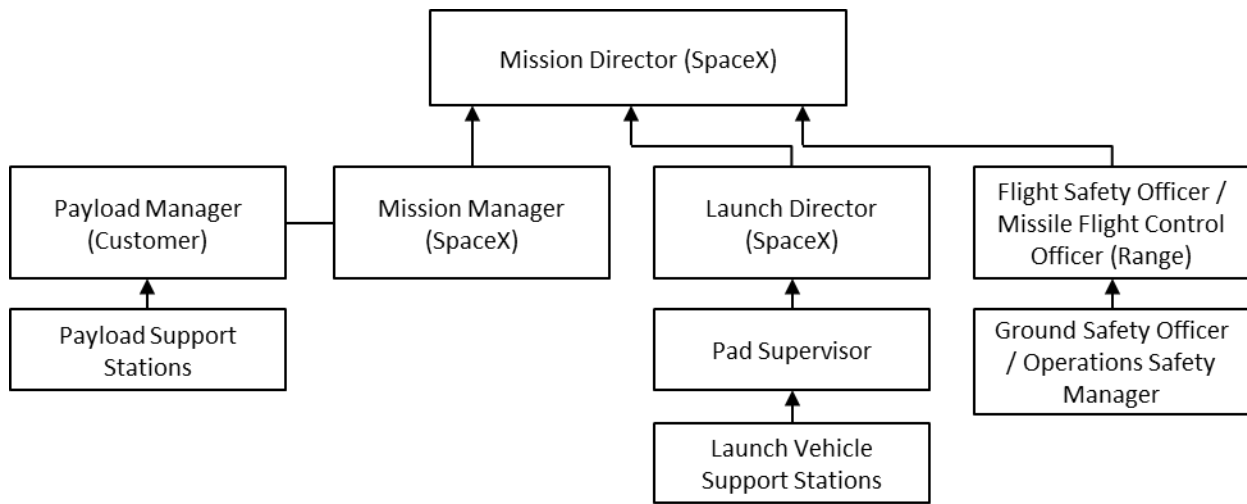 Mission Director (SpaceX)
Payload Manager
(Customer)
Mission Manager
(SpaceX)
Launch Director
(SpaceX)
Flight Safety Officer /
Missile Flight Control
Officer (Range)
Payload Support
Stations
Pad Supervisor
Ground Safety Officer
/ Operations Safety
Manager
Launch Vehicle
Support Stations